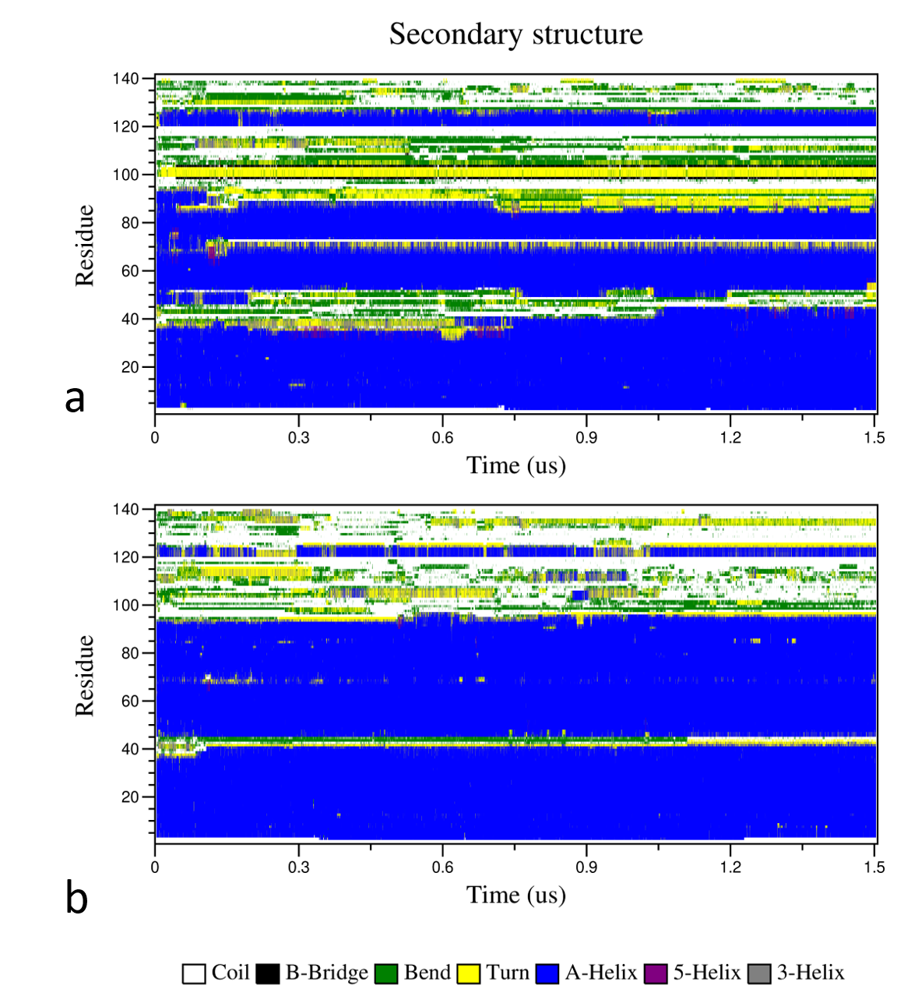 Secondary structure
140
120
100
80
60
40
20
Residue
a
0 0.3 0.6 0.9 1.2 1.5
Time (us)
140
120
100
80
60
40
20
Residue
0 0.3 0.6 0.9 1.2 1.5
Time (us)
b
Coil B-Bridge Bend Turn A-Helix 5-Helix 3-Helix